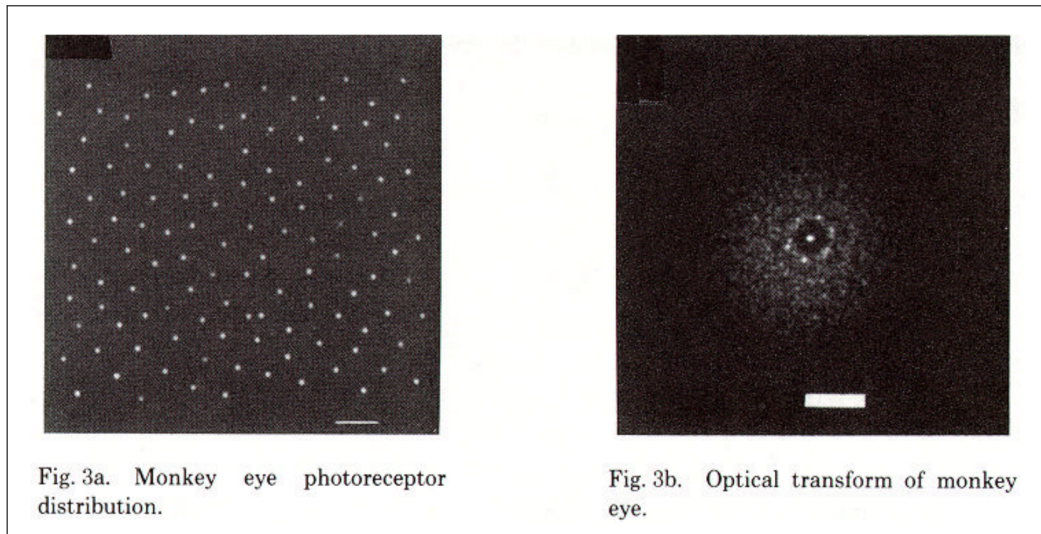 Fig. 3a. Monkey eye photoreceptor
distribution.
Fig. 3b. Optical transform of monkey
eye.